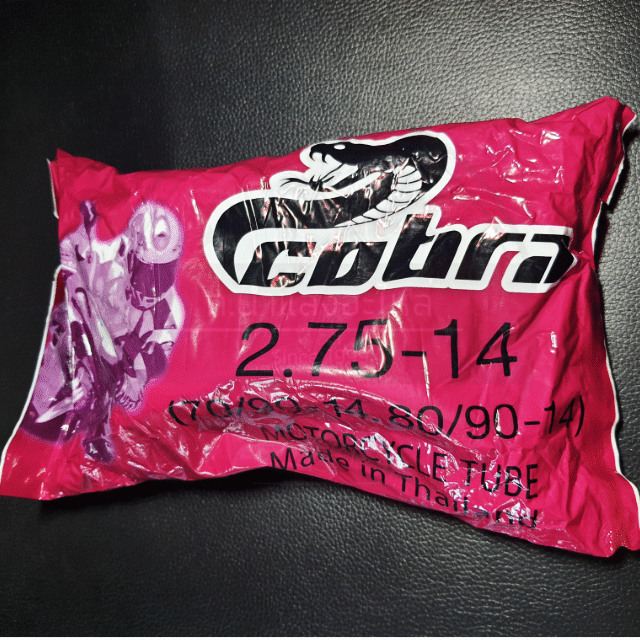 cobra
2.75-14
(70/90-14, 80/90-14)
MOTORCYCLE TUBE
Made in Thailand